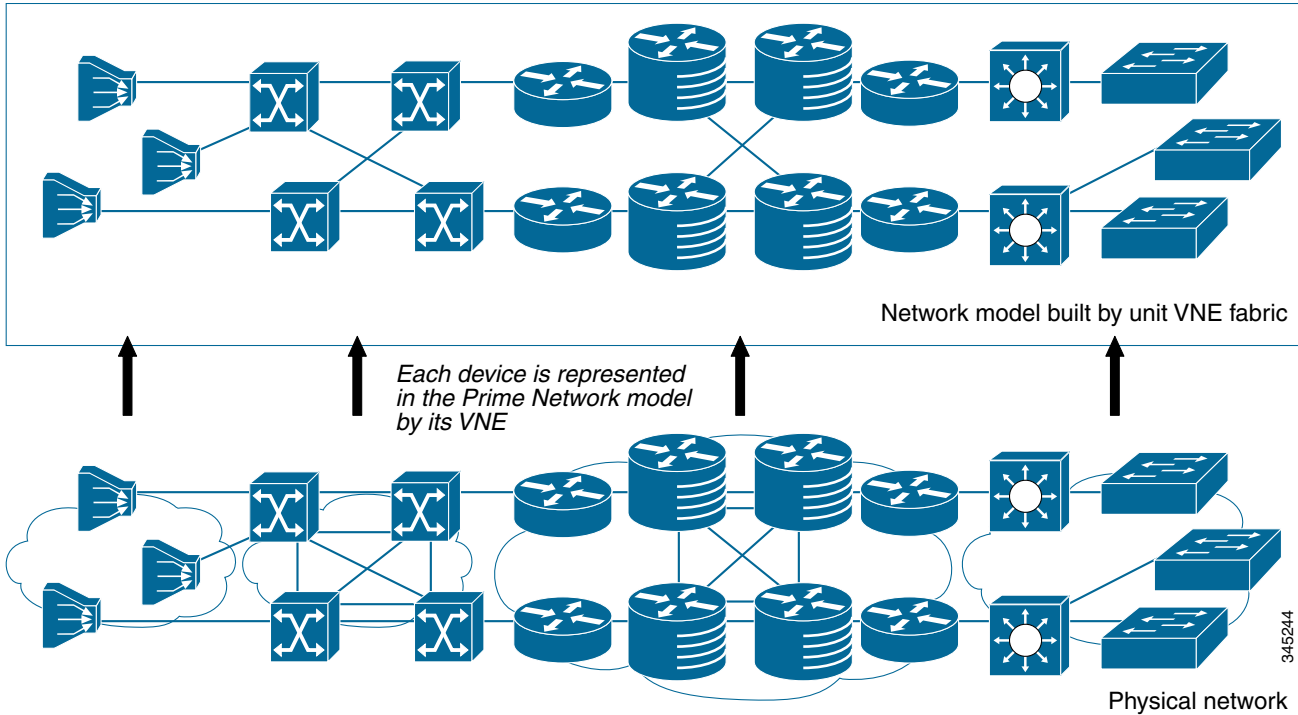 Network model built by unit VNE fabric
Each device is represented
in the Prime Network model
by its VNE
345244
Physical network